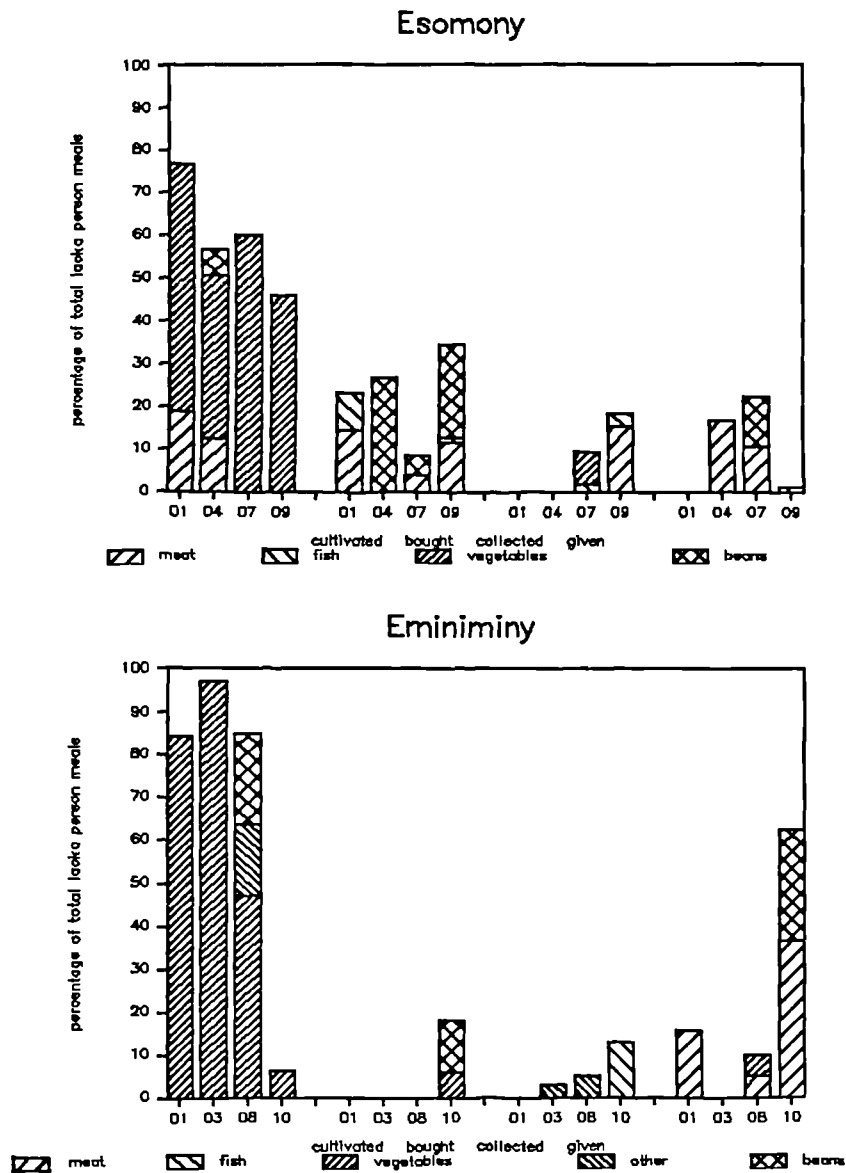 Esomony
percentage of total laoka person meals
100
90
80
70
60
50
40
30
20
10
0
01 04 07 09 01 04 07 09 01 04 07 09 01 04 07 09
cultivated bought collected given
meat fish vegetables beans
Eminiminy
percentage of total laoka person meals
100
90
80
70
60
50
40
30
20
10
0
01 03 08 10 01 03 08 10 01 03 08 10 01 03 08 10
cultivated bought collected given
meat fish vegetables other beans